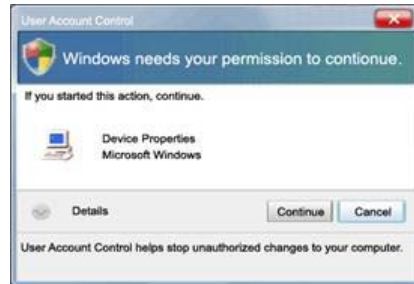 User Account Control
Windows needs your permission to contionue.
If you started this action, continue.
Device Properties
Microsoft Windows
Details
Continue
Cancel
User Account Control helps stop unauthorized changes to your computer.